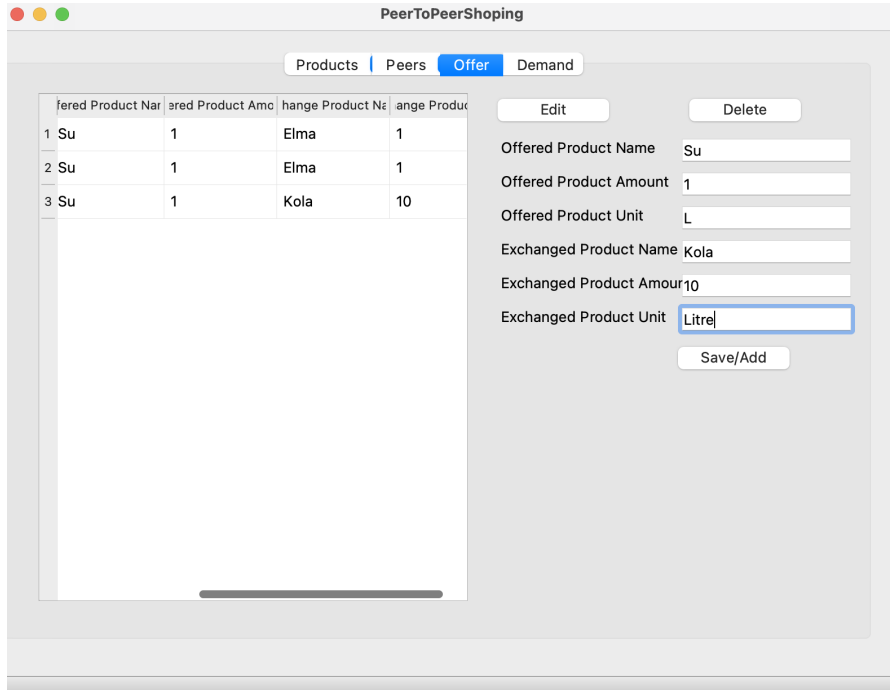 PeerToPeerShoping
Products Peers Offer Demand
fered Product Nar ered Product Amo hange Product Na ange Produc
1 Su 1 Elma 1
2 Su 1 Elma 1
3 Su 1 Kola 10
Edit Delete
Offered Product Name Su
Offered Product Amount 1
Offered Product Unit L
Exchanged Product Name Kola
Exchanged Product Amour 10
Exchanged Product Unit Litre
Save/Add